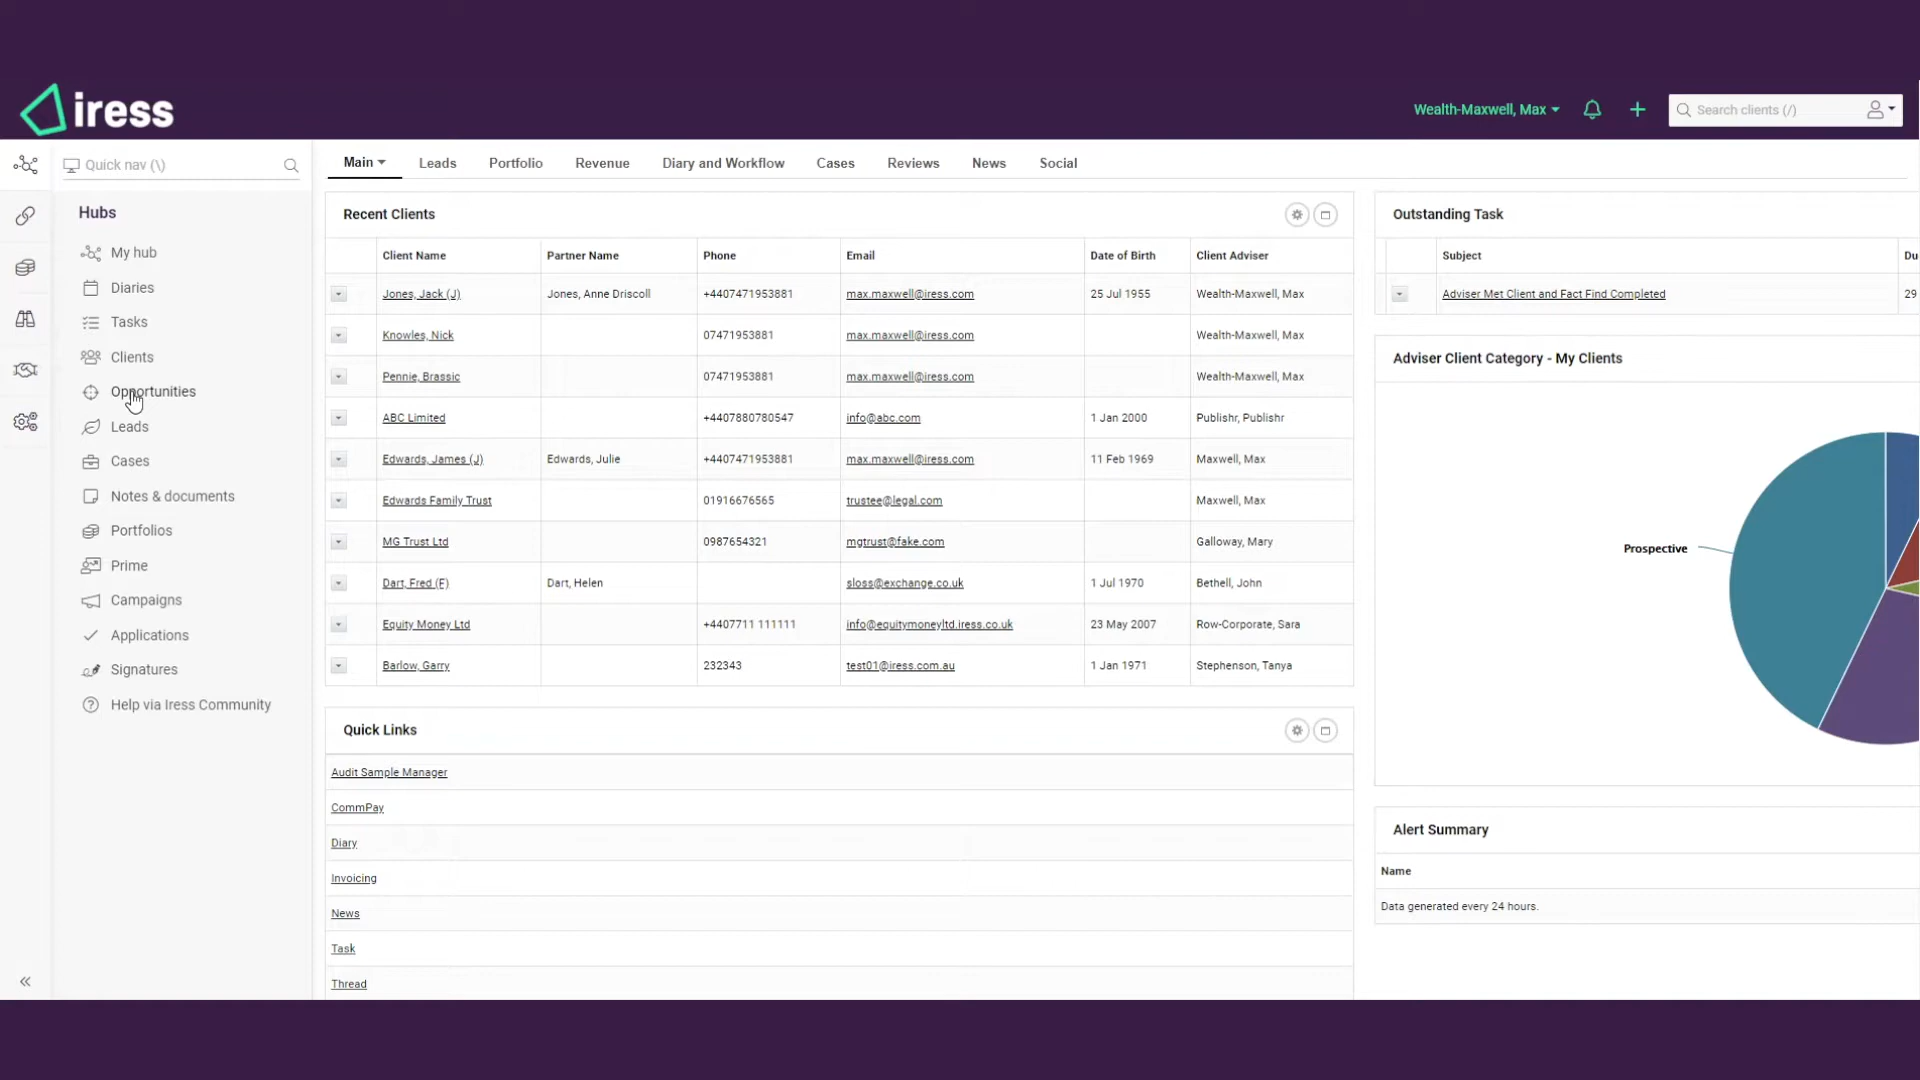 iress
Wealth-Maxwell, Max
Search clients (/)
Quick nav (\)
Main Leads Portfolio Revenue Diary and Workflow Cases Reviews News Social
Hubs
My hub
Diaries
Tasks
Clients
Opportunities
Leads
Cases
Notes & documents
Portfolios
Prime
Campaigns
Applications
Signatures
Help via Iress Community
Recent Clients
Client Name Partner Name Phone Email Date of Birth Client Adviser
Jones, Jack (J) Jones, Anne Driscoll +4407471953881 max.maxwell@iress.com 25 Jul 1955 Wealth-Maxwell, Max
Knowles, Nick 07471953881 max.maxwell@iress.com Wealth-Maxwell, Max
Pennie, Brassic 07471953881 max.maxwell@iress.com Wealth-Maxwell, Max
ABC Limited +4407880780547 info@abc.com 1 Jan 2000 Publishr, Publishr
Edwards, James (J) Edwards, Julie +4407471953881 max.maxwell@iress.com 11 Feb 1969 Maxwell, Max
Edwards Family Trust 01916676565 trustee@legal.com Maxwell, Max
MG Trust Ltd 0987654321 mgtrust@fake.com Galloway, Mary
Dart, Fred (F) Dart, Helen sloss@exchange.co.uk 1 Jul 1970 Bethell, John
Equity Money Ltd +4407711 111111 info@equitymoneyltd.iress.co.uk 23 May 2007 Row-Corporate, Sara
Barlow, Garry 232343 test01@iress.com.au 1 Jan 1971 Stephenson, Tanya
Quick Links
Audit Sample Manager
CommPay
Diary
Invoicing
News
Task
Thread
Outstanding Task
Subject Du
Adviser Met Client and Fact Find Completed 29
Adviser Client Category - My Clients
Prospective
Alert Summary
Name
Data generated every 24 hours.